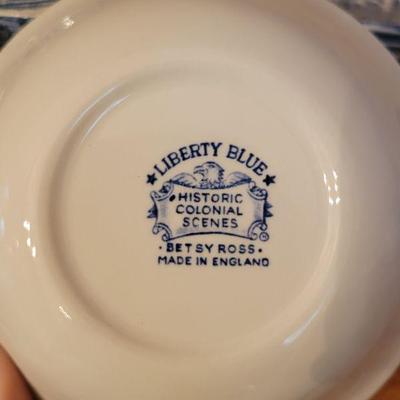 LIBERTY BLUE
HISTORIC
COLONIAL
SCENES
· BETSY ROSS ·
MADE IN ENGLAND